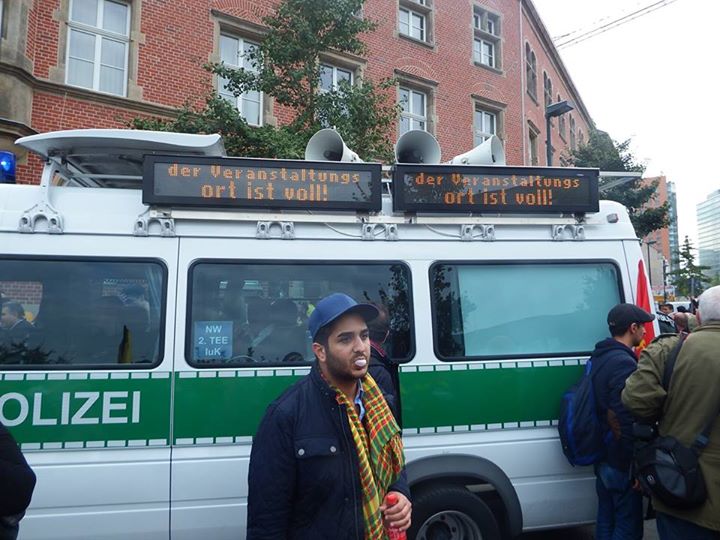 der Veranstaltungs
ort ist voll!
der Veranstaltungs
ort ist voll!
NW
2. TEE
IuK
OLIZEI